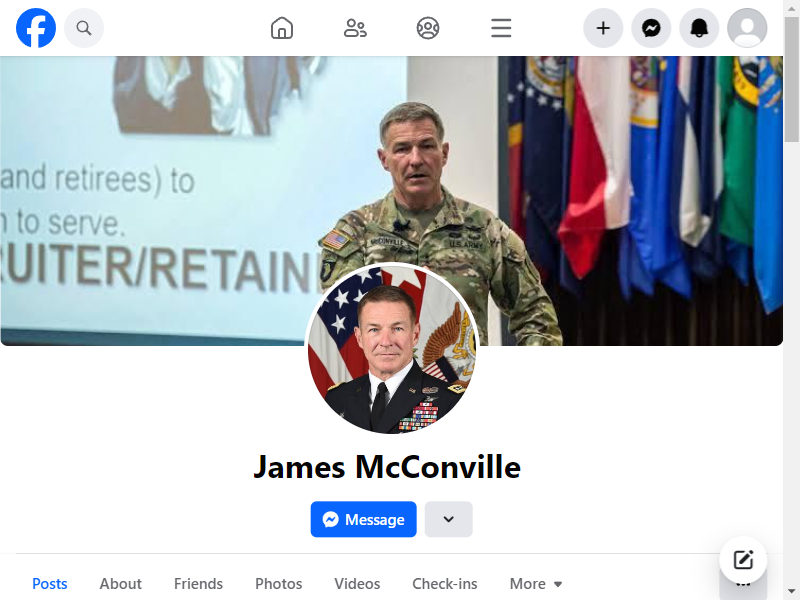 and retirees) to
n to serve.
RUITER/RETAIN
MCCONVILLE
U.S. ARMY
James McConville
Message
Posts
About
Friends
Photos
Videos
Check-ins
More